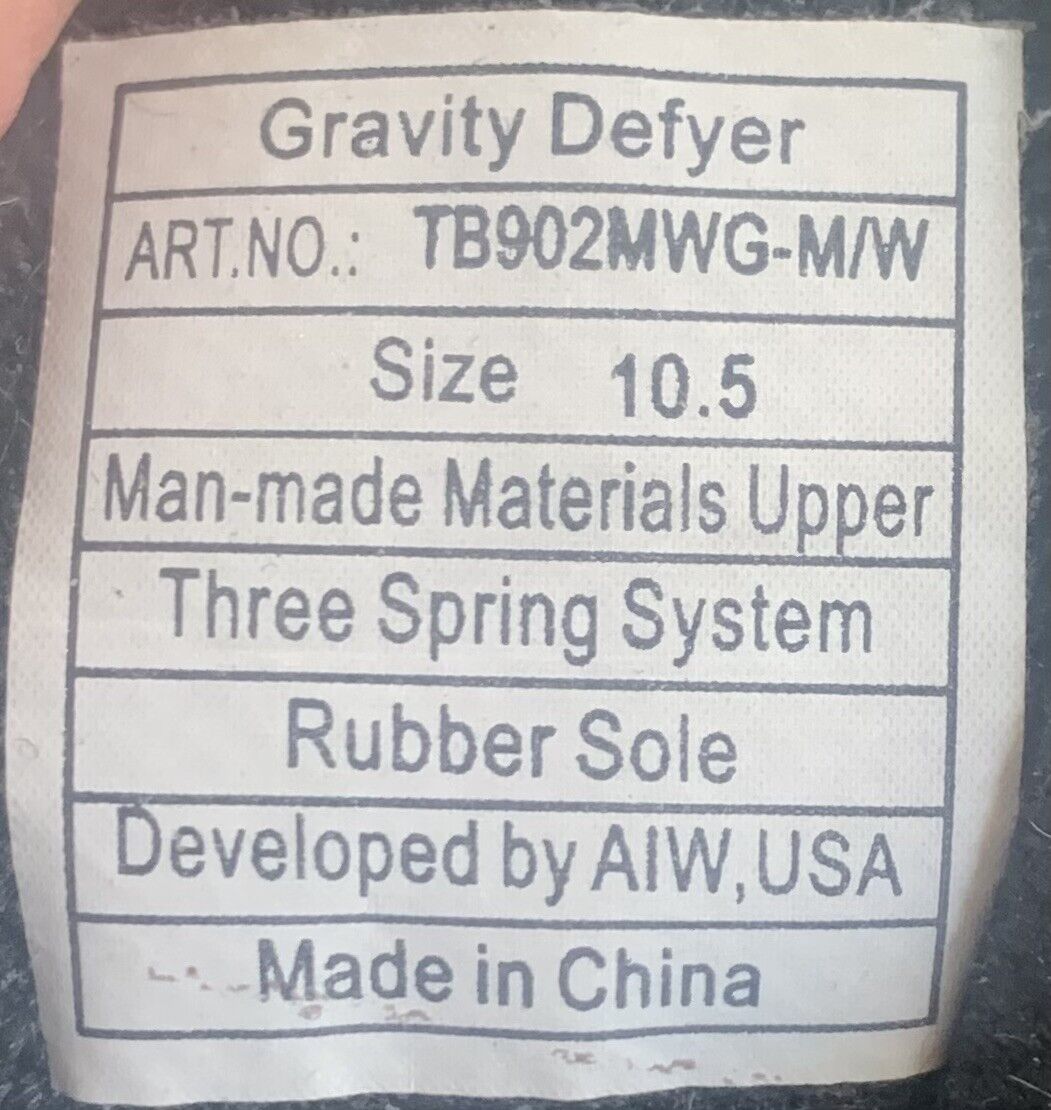 Gravity Defyer
ART.NO.: TB902MWG-M/W
Size 10.5
Man-made Materials Upper
Three Spring System
Rubber Sole
Developed by AIW,USA
Made in China